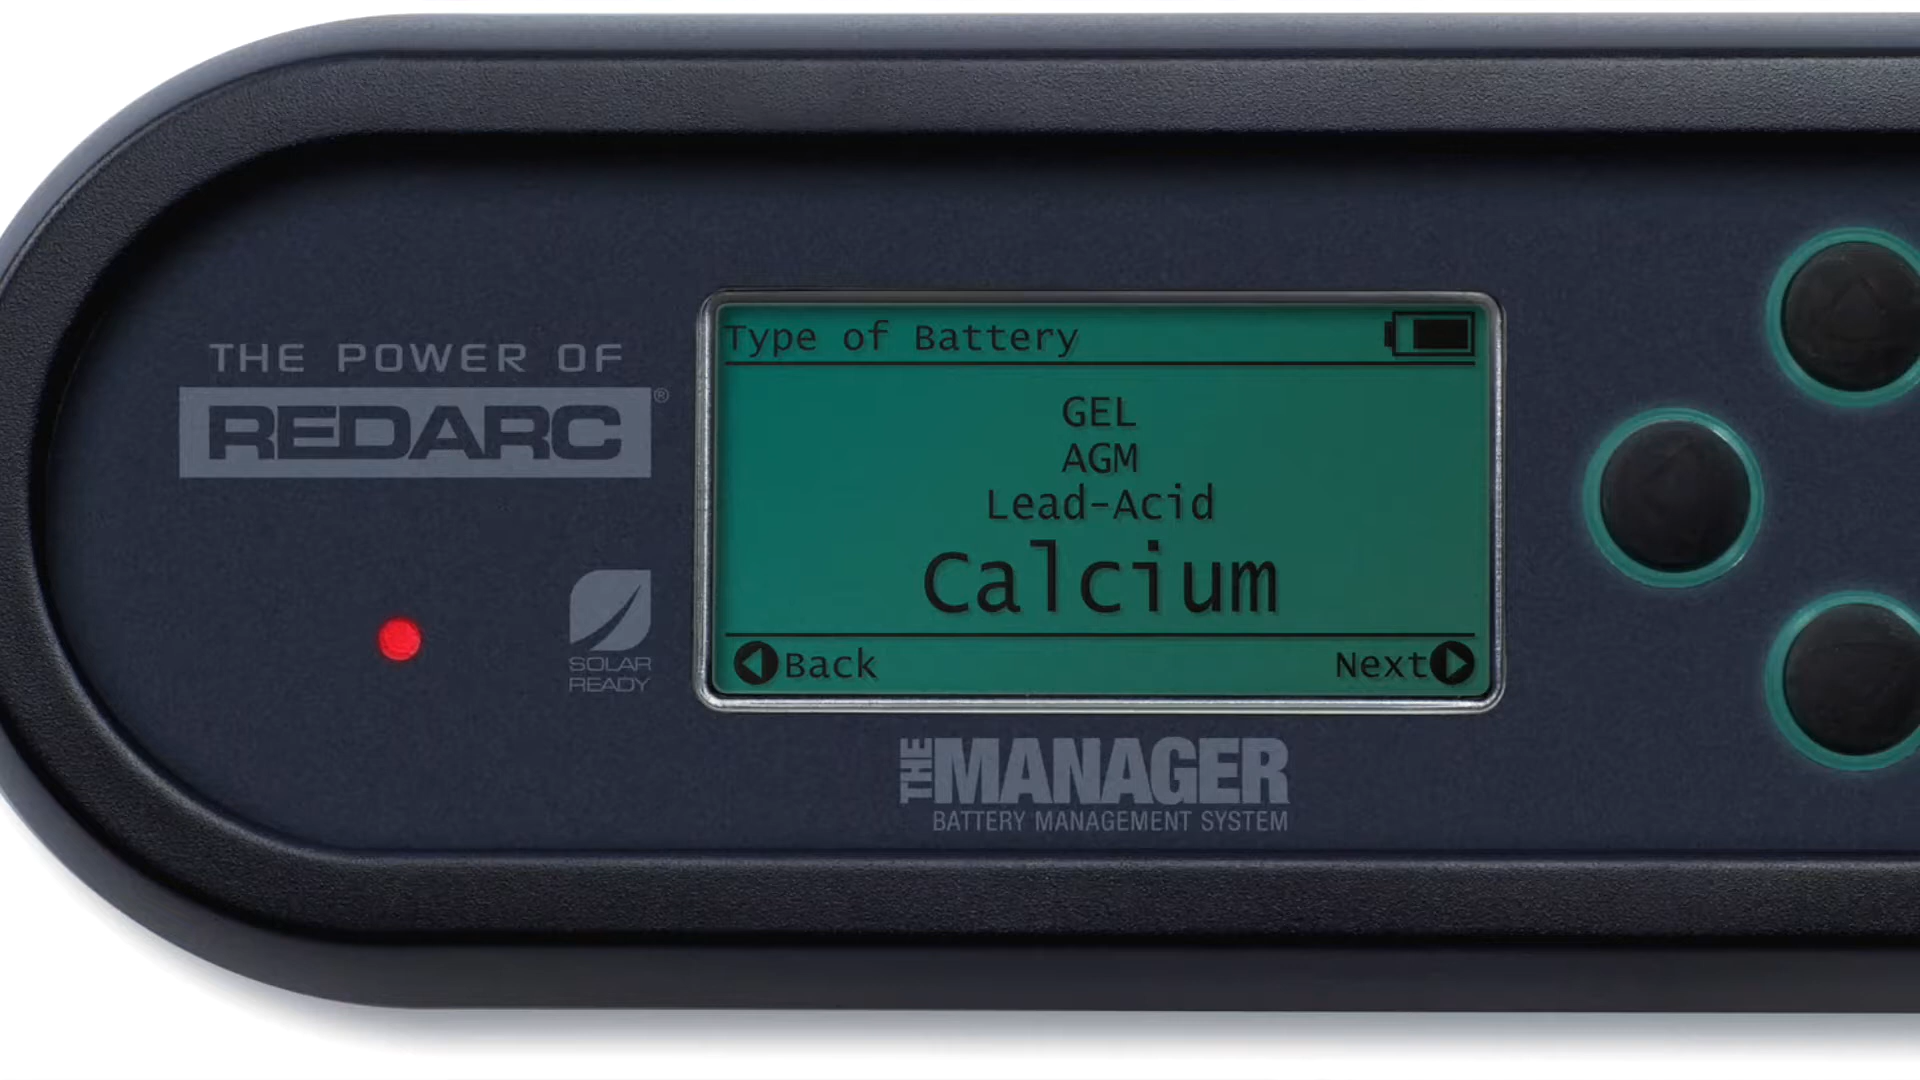 THE POWER OF
REDARC®
SOLAR
READY
Type of Battery
GEL
AGM
Lead-Acid
Calcium
Back
Next
THE MANAGER
BATTERY MANAGEMENT SYSTEM